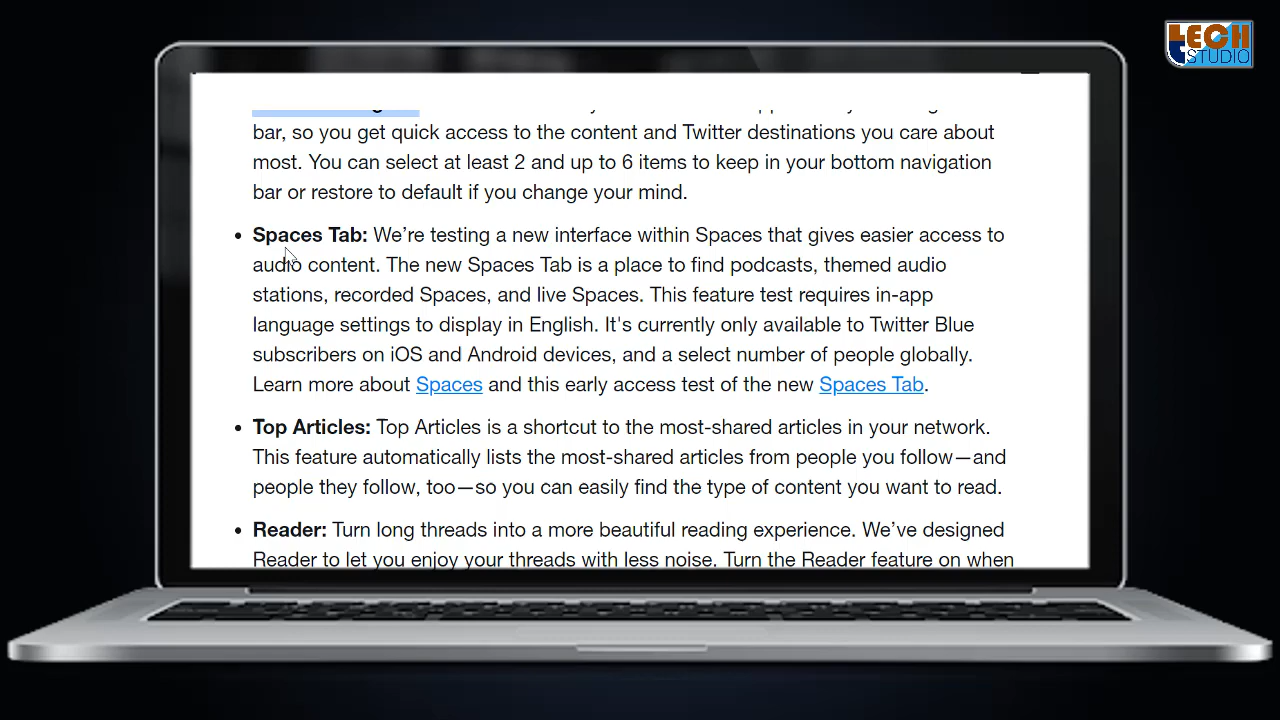 LECH
STUDIO
bar, so you get quick access to the content and Twitter destinations you care about
most. You can select at least 2 and up to 6 items to keep in your bottom navigation
bar or restore to default if you change your mind.
• Spaces Tab: We’re testing a new interface within Spaces that gives easier access to
audio content. The new Spaces Tab is a place to find podcasts, themed audio
stations, recorded Spaces, and live Spaces. This feature test requires in-app
language settings to display in English. It's currently only available to Twitter Blue
subscribers on iOS and Android devices, and a select number of people globally.
Learn more about Spaces and this early access test of the new Spaces Tab.
• Top Articles: Top Articles is a shortcut to the most-shared articles in your network.
This feature automatically lists the most-shared articles from people you follow—and
people they follow, too—so you can easily find the type of content you want to read.
• Reader: Turn long threads into a more beautiful reading experience. We’ve designed
Reader to let you enjoy your threads with less noise. Turn the Reader feature on when